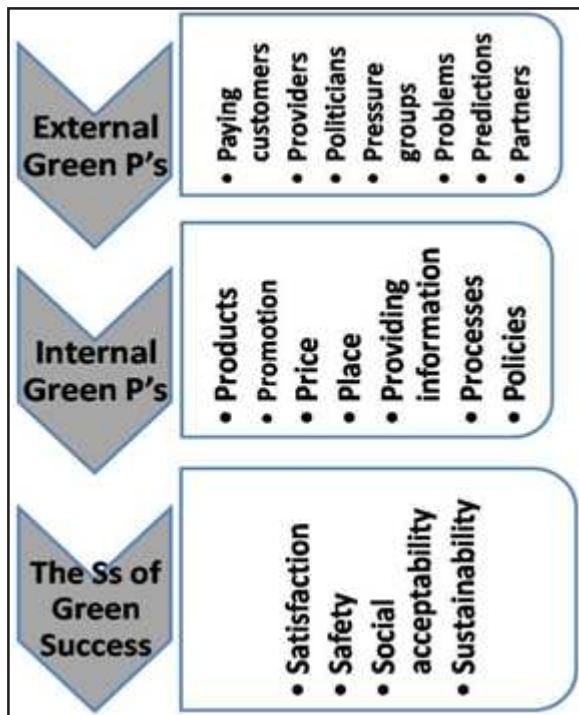 External
Green P's
• Paying
customers
• Providers
• Politicians
• Pressure
groups
• Problems
• Predictions
• Partners
Internal
Green P's
• Products
• Promotion
• Price
• Place
• Providing
information
• Processes
• Policies
The Ss of
Green
Success
• Satisfaction
• Safety
• Social
acceptability
• Sustainability